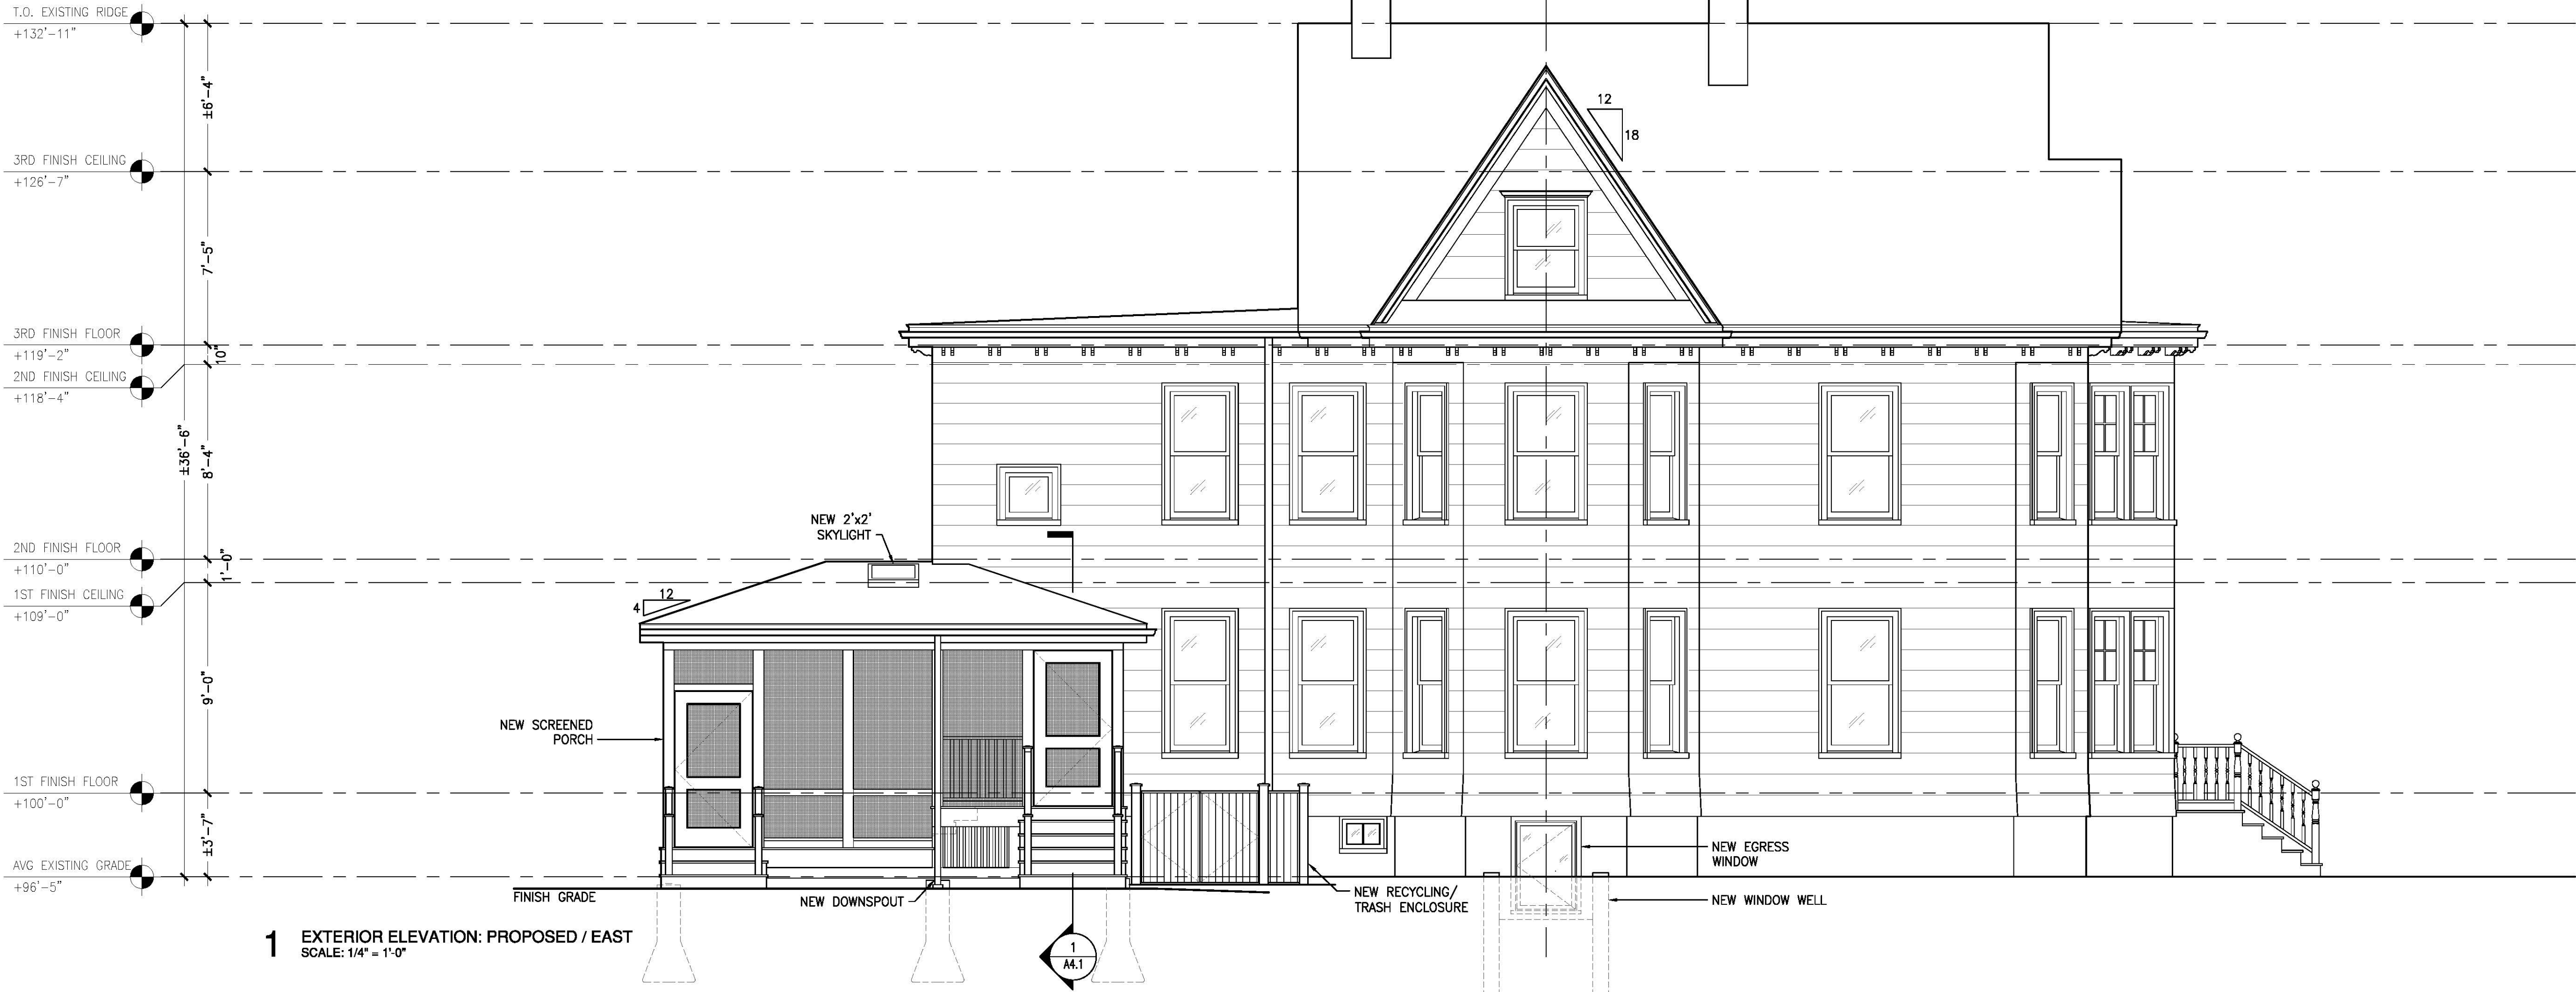 T.O. EXISTING RIDGE
+132'-11"
±6'-4"
12
18
3RD FINISH CEILING
+126'-7"
7'-5"
3RD FINISH FLOOR
+119'-2"
10"
2ND FINISH CEILING
+118'-4"
±36'-6"
8'-4"
NEW 2'x2'
SKYLIGHT
2ND FINISH FLOOR
+110'-0"
1'-0"
1ST FINISH CEILING
+109'-0"
12
4
9'-0"
NEW SCREENED
PORCH
1ST FINISH FLOOR
+100'-0"
±3'-7"
AVG EXISTING GRADE
+96'-5"
NEW EGRESS
WINDOW
FINISH GRADE
NEW DOWNSPOUT
NEW RECYCLING/
TRASH ENCLOSURE
NEW WINDOW WELL
1 EXTERIOR ELEVATION: PROPOSED / EAST
SCALE: 1/4" = 1'-0"
1
A4.1